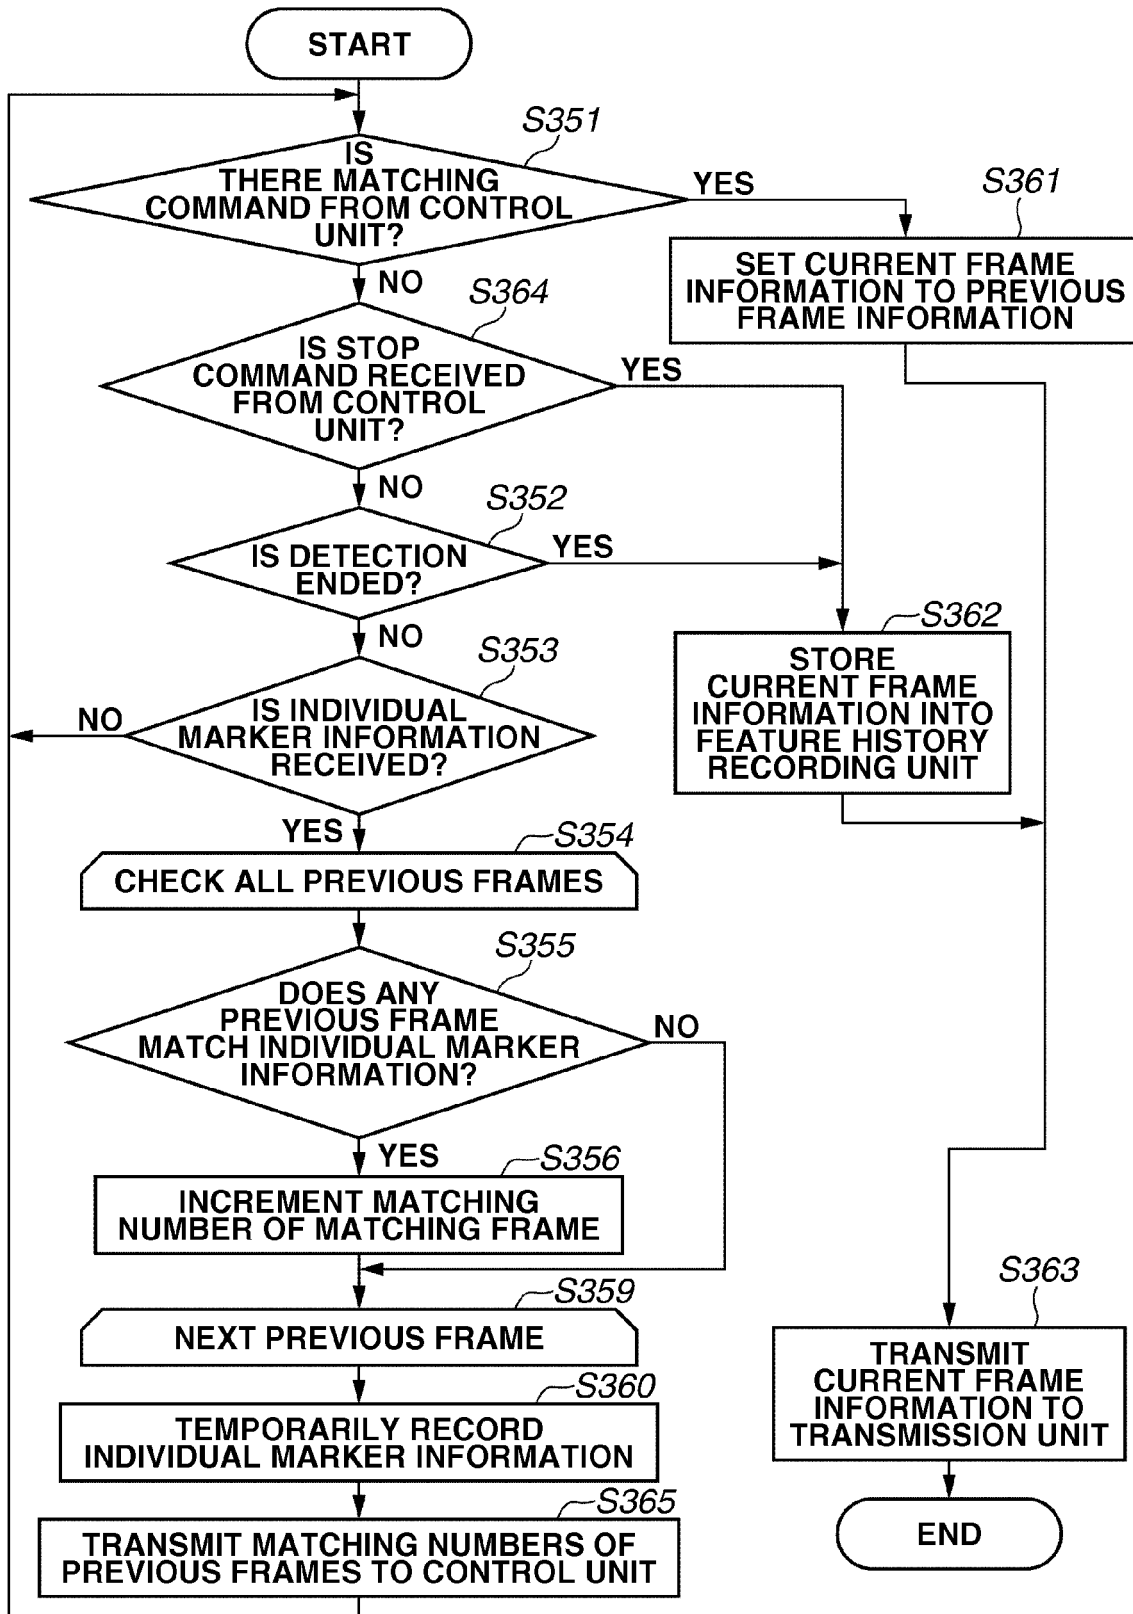 START
S351
IS
THERE MATCHING
COMMAND FROM CONTROL
UNIT?
YES
S361
SET CURRENT FRAME
INFORMATION TO PREVIOUS
FRAME INFORMATION
NO
S364
IS STOP
COMMAND RECEIVED
FROM CONTROL
UNIT?
YES
NO
S352
IS DETECTION
ENDED?
YES
NO
S362
STORE
CURRENT FRAME
INFORMATION INTO
FEATURE HISTORY
RECORDING UNIT
S353
IS INDIVIDUAL
MARKER INFORMATION
RECEIVED?
NO
YES
S354
CHECK ALL PREVIOUS FRAMES
S355
DOES ANY
PREVIOUS FRAME
MATCH INDIVIDUAL MARKER
INFORMATION?
NO
YES
S356
INCREMENT MATCHING
NUMBER OF MATCHING FRAME
S359
NEXT PREVIOUS FRAME
S360
TEMPORARILY RECORD
INDIVIDUAL MARKER INFORMATION
S365
TRANSMIT MATCHING NUMBERS OF
PREVIOUS FRAMES TO CONTROL UNIT
S363
TRANSMIT
CURRENT FRAME
INFORMATION TO
TRANSMISSION UNIT
END